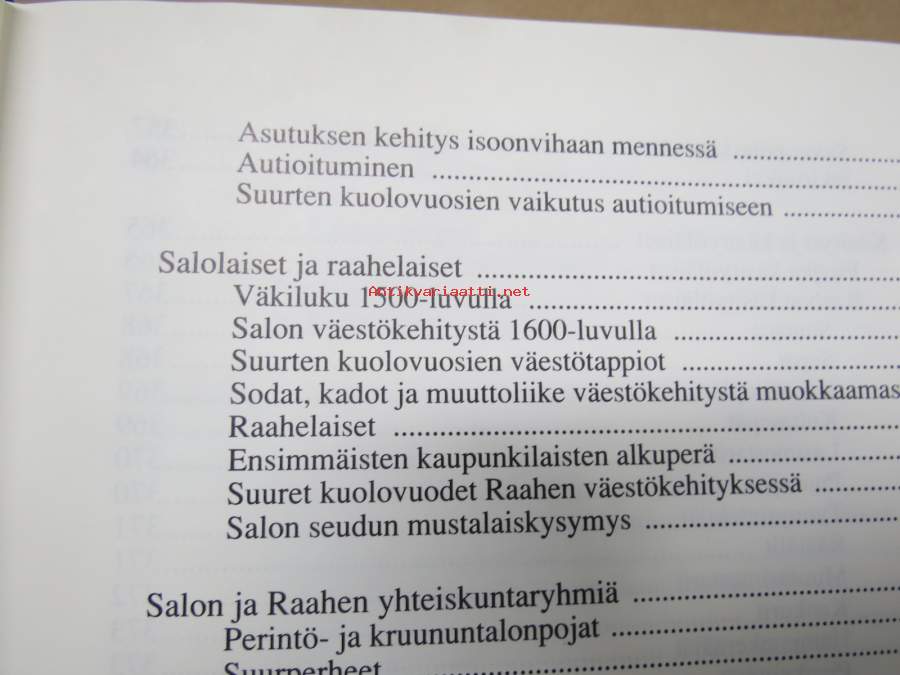 Asutuksen kehitys isoonvihaan mennessä ....................
Autioituminen ..................................................
Suurten kuolovuosien vaikutus autioitumiseen ..............
Salolaiset ja raahelaiset ..................................................
Antikvariaattu.net
Väkiluku 1500-luvulla ..................................................
Salon väestökehitystä 1600-luvulla ..............................
Suurten kuolovuosien väestötappiot ..............................
Sodat, kadot ja muuttoliike väestökehitystä muokkaamas
Raahelaiset ..................................................
Ensimmäisten kaupunkilaisten alkuperä ....................
Suuret kuolovuodet Raahen väestökehityksessä ..........
Salon seudun mustalaiskysymys ..............................
Salon ja Raahen yhteiskuntaryhmiä ..............................
Perintö- ja kruununtalonpojat ..............................
Suurperheet ..................................................